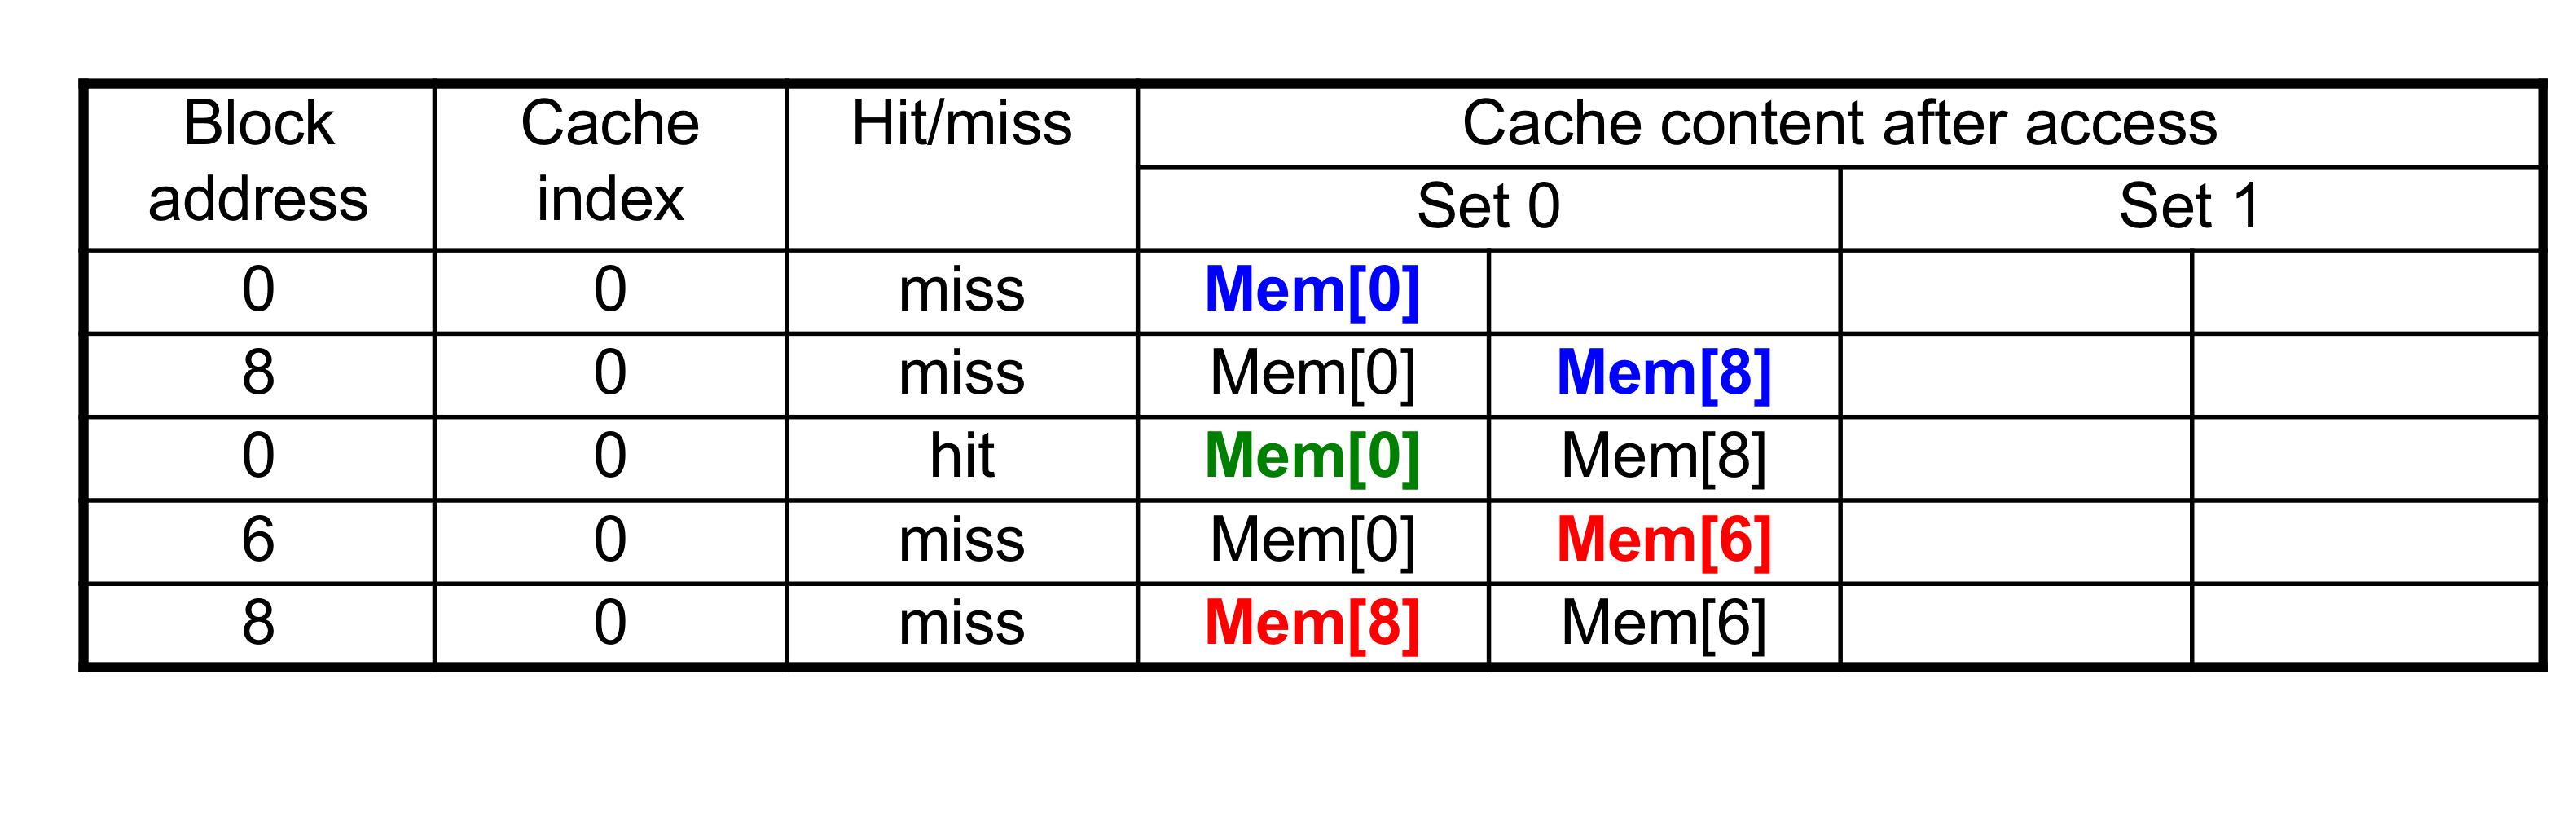 Block address Cache index Hit/miss Cache content after access
Set 0 Set 1
0 0 miss Mem[0]
8 0 miss Mem[0] Mem[8]
0 0 hit Mem[0] Mem[8]
6 0 miss Mem[0] Mem[6]
8 0 miss Mem[8] Mem[6]